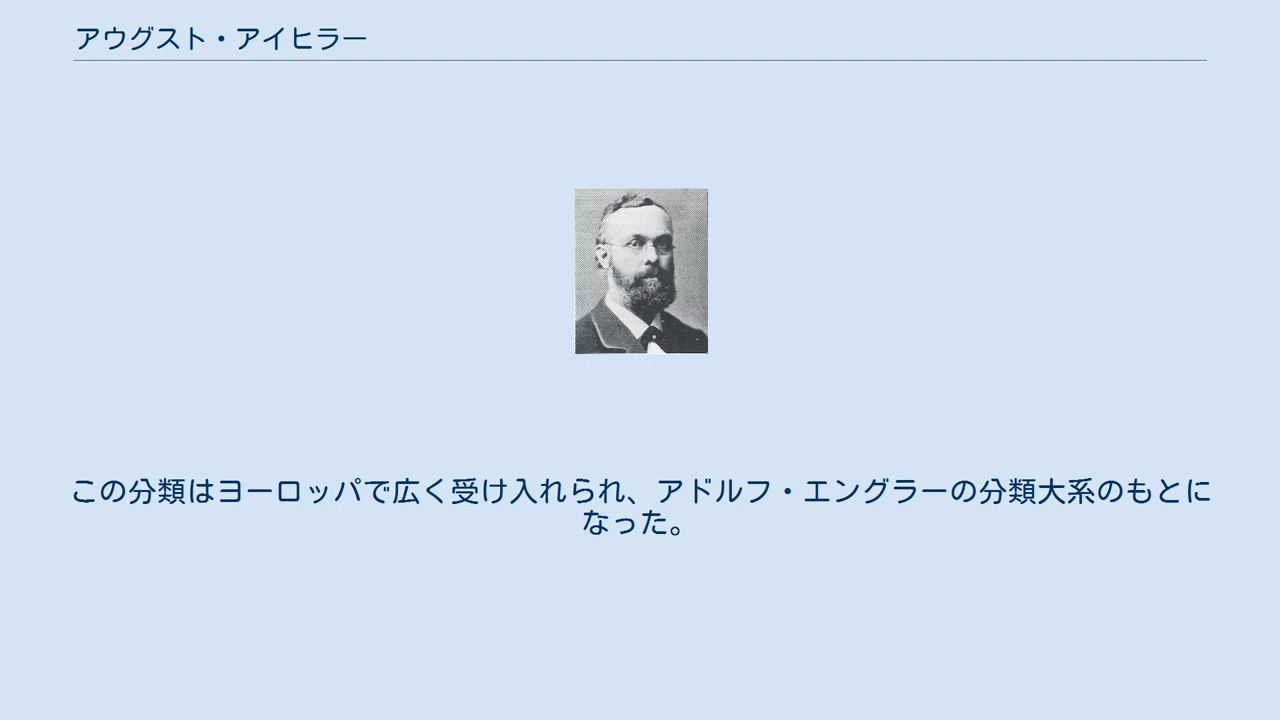 アウグスト・アイヒラー
この分類はヨーロッパで広く受け入れられ、アドルフ・エングラーの分類大系のもとに
なった。